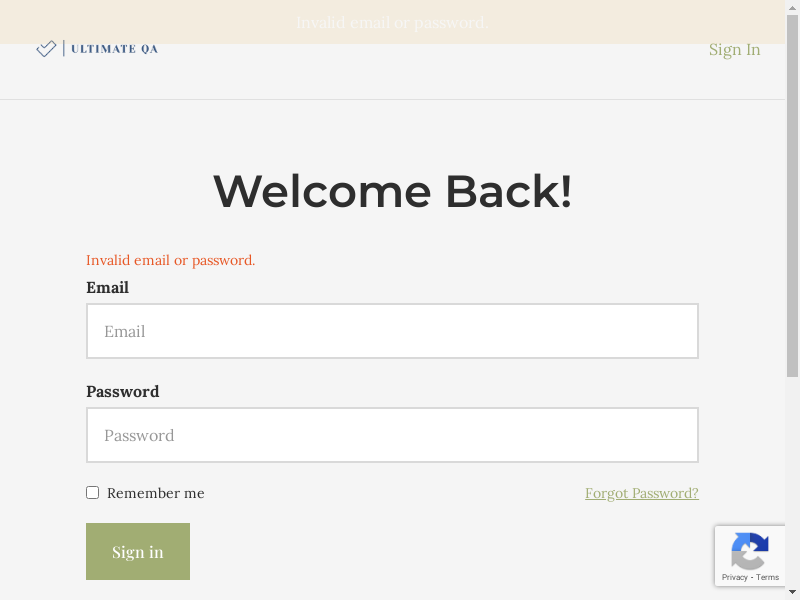 Invalid email or password.
ULTIMATE QA
Sign In
Welcome Back!
Invalid email or password.
Email
Email
Password
Password
Remember me
Forgot Password?
Sign in
Privacy - Terms